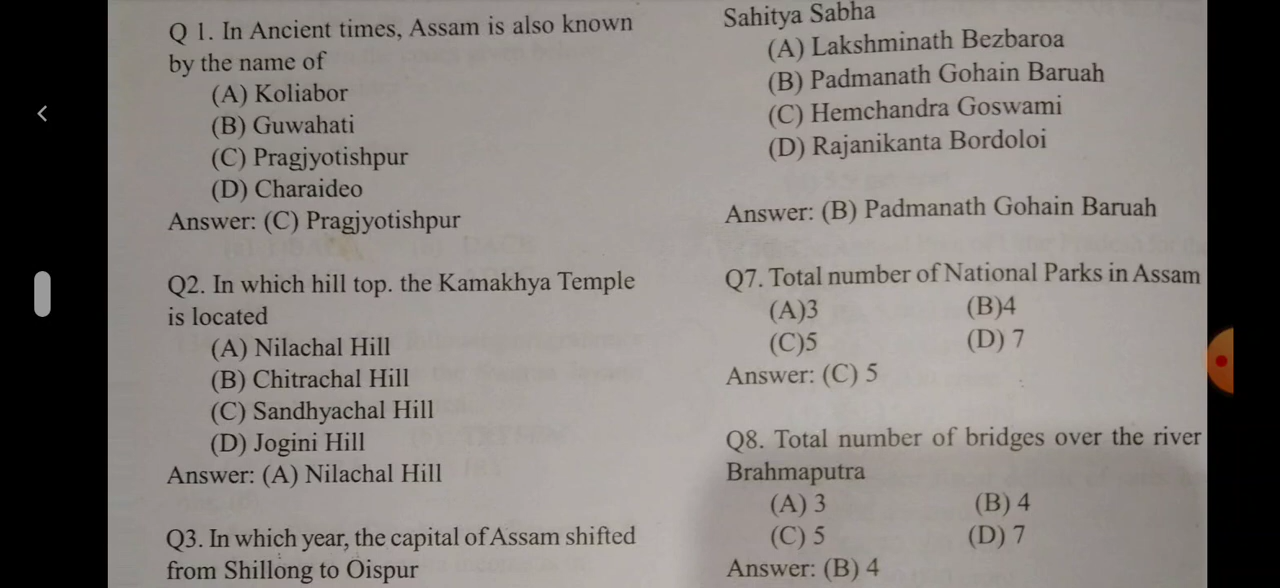 Q 1. In Ancient times, Assam is also known
by the name of
(A) Koliabor
(B) Guwahati
(C) Pragjyotishpur
(D) Charaideo
Answer: (C) Pragjyotishpur
Q2. In which hill top. the Kamakhya Temple
is located
(A) Nilachal Hill
(B) Chitrachal Hill
(C) Sandhyachal Hill
(D) Jogini Hill
Answer: (A) Nilachal Hill
Q3. In which year, the capital of Assam shifted
from Shillong to Oispur
Sahitya Sabha
(A) Lakshminath Bezbaroa
(B) Padmanath Gohain Baruah
(C) Hemchandra Goswami
(D) Rajanikanta Bordoloi
Answer: (B) Padmanath Gohain Baruah
Q7. Total number of National Parks in Assam
(A)3 (B)4
(C)5 (D) 7
Answer: (C) 5
Q8. Total number of bridges over the river
Brahmaputra
(A) 3 (B) 4
(C) 5 (D) 7
Answer: (B) 4